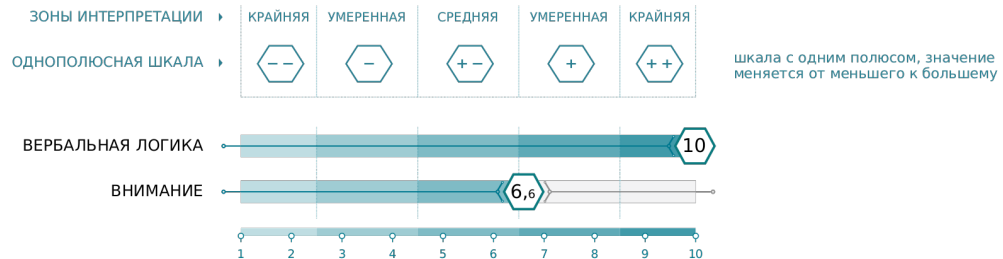 ЗОНЫ ИНТЕРПРЕТАЦИИ КРАЙНЯЯ УМЕРЕННАЯ СРЕДНЯЯ УМЕРЕННАЯ КРАЙНЯЯ
ОДНОПОЛЮСНАЯ ШКАЛА − − − + − + + +
шкала с одним полюсом, значение
меняется от меньшего к большему
ВЕРБАЛЬНАЯ ЛОГИКА 10
ВНИМАНИЕ 6,6
1 2 3 4 5 6 7 8 9 10